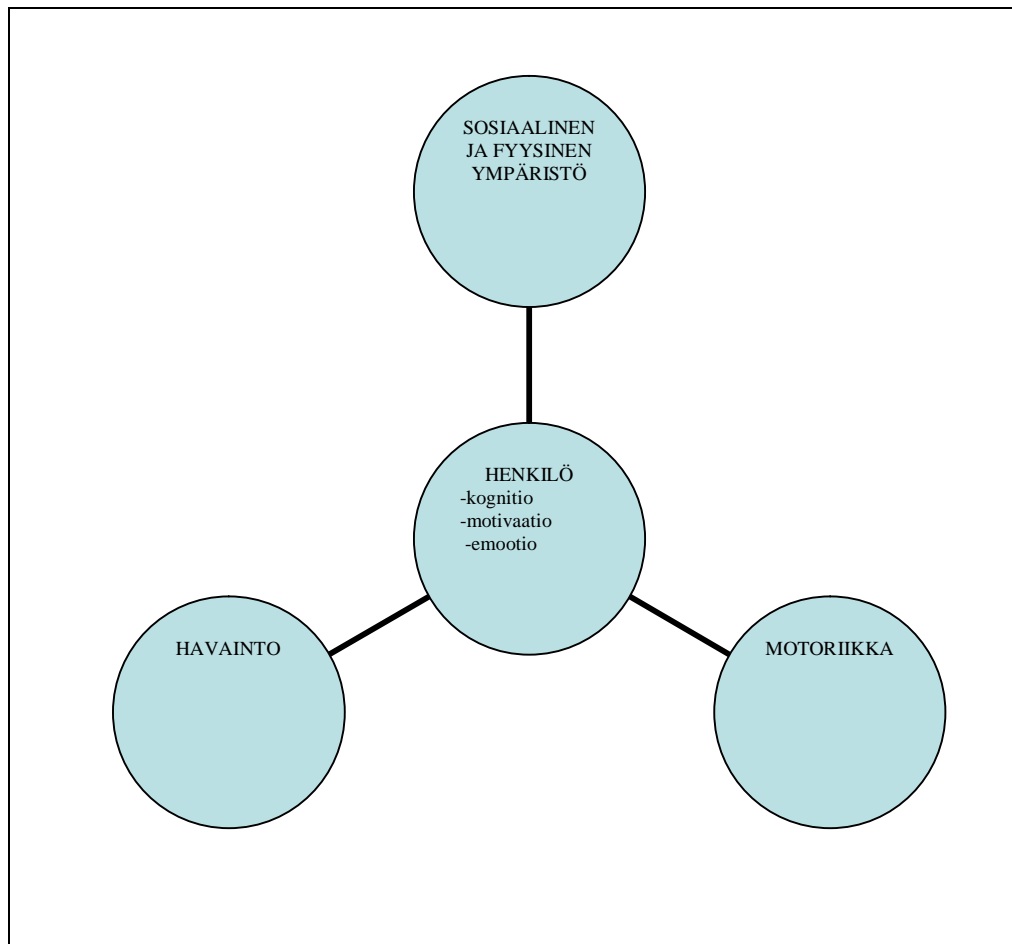 SOSIAALINEN
JA FYYSINEN
YMPÄRISTÖ
HENKILÖ
-kognitio
-motivaatio
-emootio
HAVAINTO
MOTORIIKKA